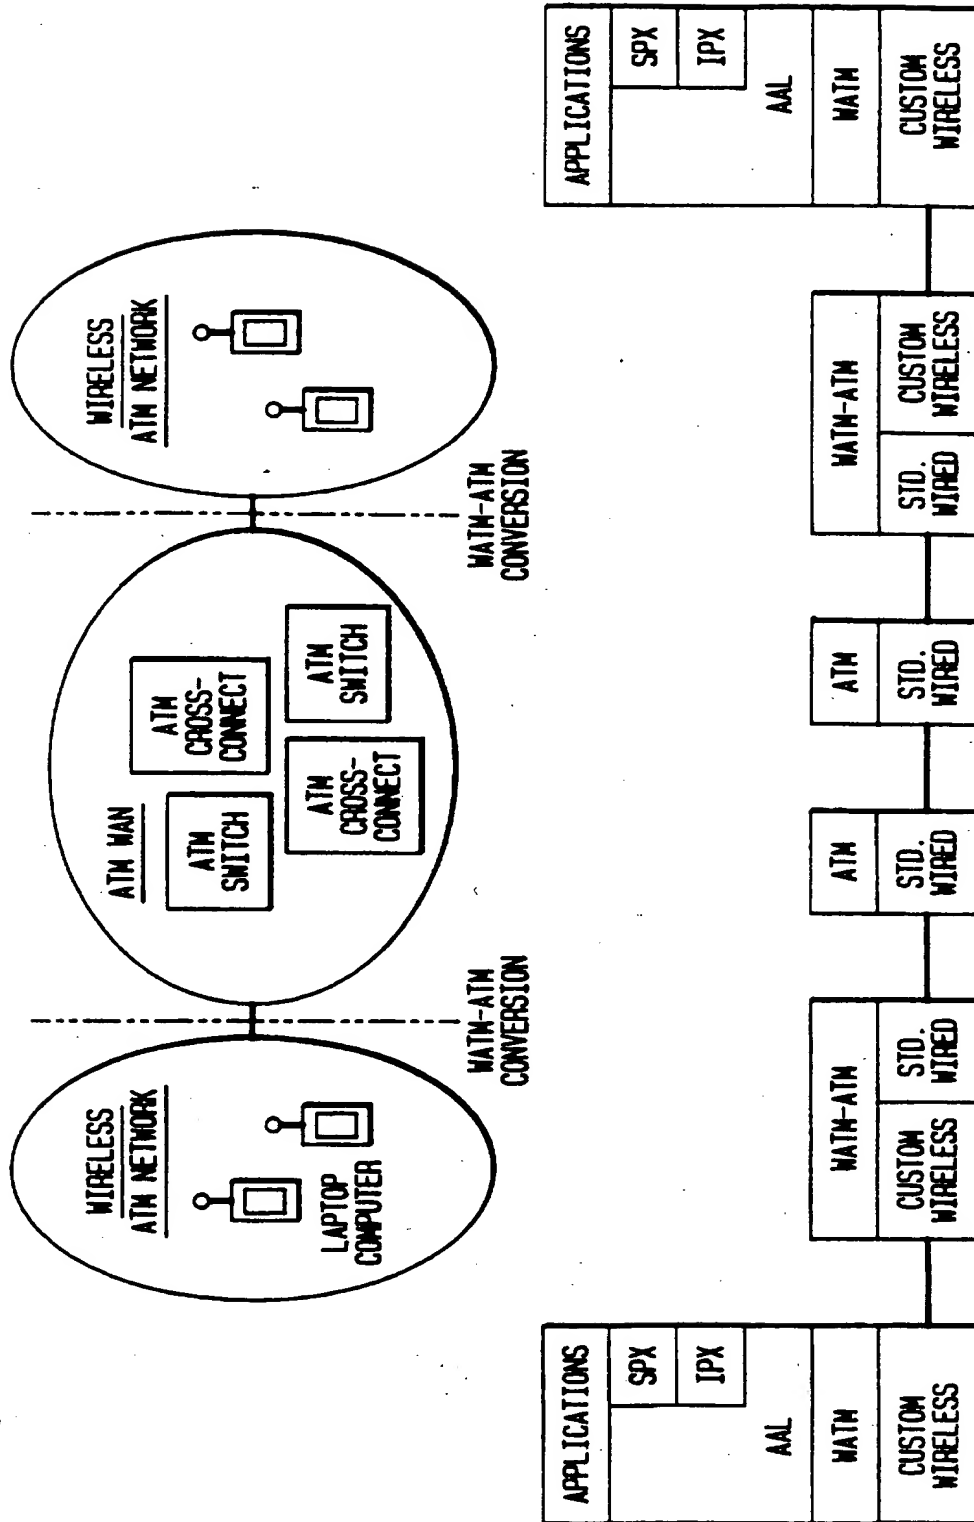 WIRELESS
ATM NETWORK
LAPTOP
COMPUTER
WATM-ATM
CONVERSION
ATM WAN
ATM
SWITCH
ATM
CROSS-
CONNECT
ATM
CROSS-
CONNECT
ATM
SWITCH
WATM-ATM
CONVERSION
WIRELESS
ATM NETWORK
APPLICATIONS
SPX
IPX
AAL
WATM
CUSTOM
WIRELESS
WATM-ATM
CUSTOM
WIRELESS
STD.
WIRED
ATM
STD.
WIRED
ATM
STD.
WIRED
WATM-ATM
STD.
WIRED
CUSTOM
WIRELESS
APPLICATIONS
SPX
IPX
AAL
WATM
CUSTOM
WIRELESS